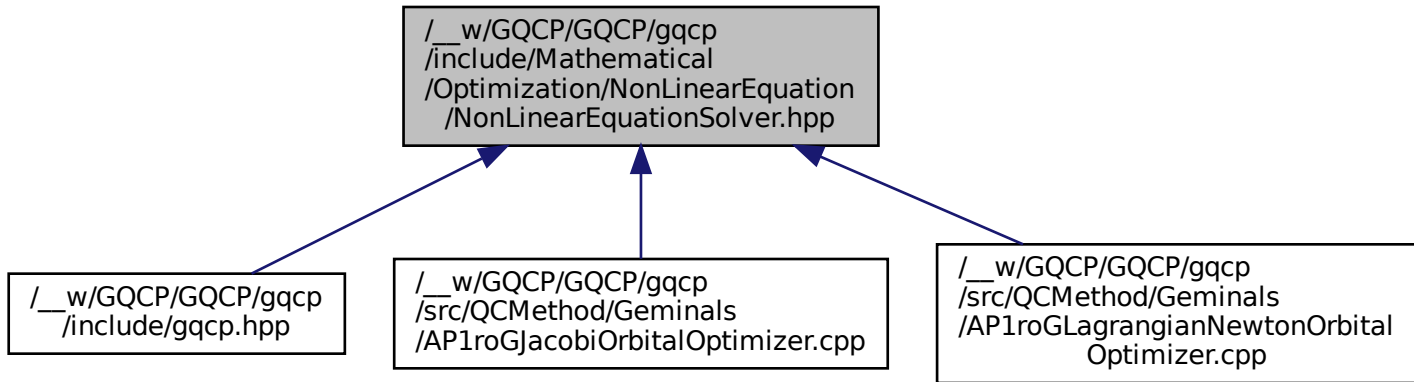 /__w/GQCP/GQCP/gqcp
/include/Mathematical
/Optimization/NonLinearEquation
/NonLinearEquationSolver.hpp
/__w/GQCP/GQCP/gqcp
/include/gqcp.hpp
/__w/GQCP/GQCP/gqcp
/src/QCMethod/Geminals
/AP1roGJacobiOrbitalOptimizer.cpp
/__w/GQCP/GQCP/gqcp
/src/QCMethod/Geminals
/AP1roGLagrangianNewtonOrbital
Optimizer.cpp